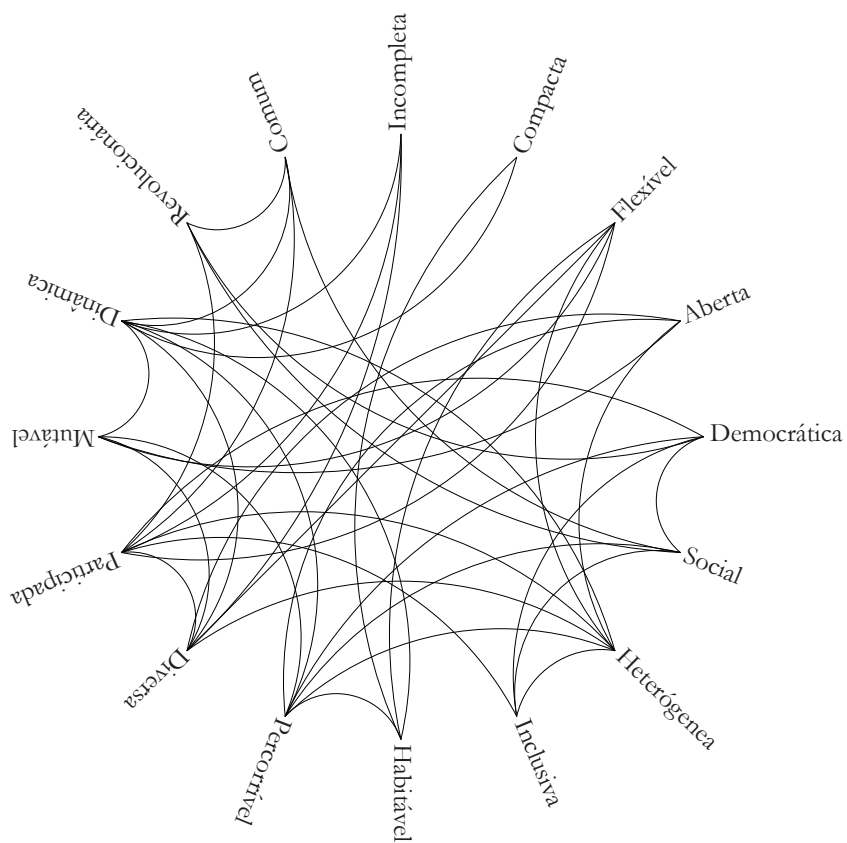 Incompleta
Compacta
Flexível
Aberta
Democrática
Social
Heterógenea
Inclusiva
Habitável
Percorrível
Diversa
Participada
Mutável
Dinâmica
Revolucionária
Comum